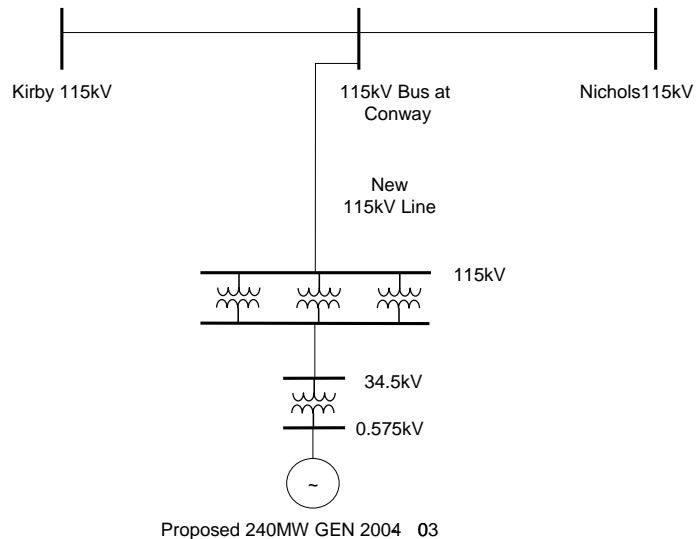 Kirby 115kV
115kV Bus at
Conway
Nichols115kV
New
115kV Line
115kV
34.5kV
0.575kV
~
Proposed 240MW GEN 2004 03